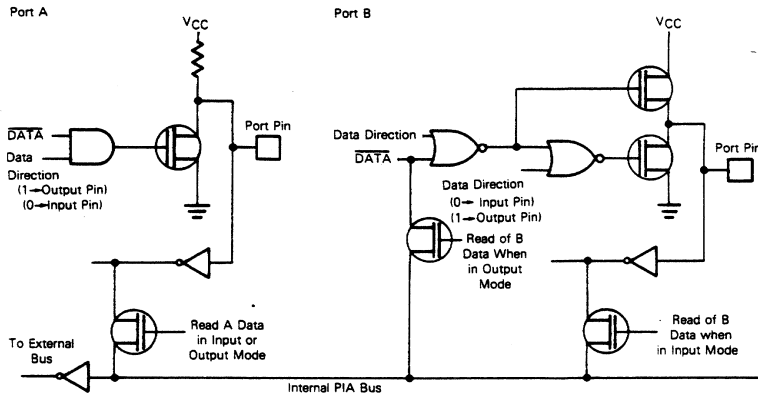 Port A
VCC
DATA
Data
Direction
(1→Output Pin)
(0→Input Pin)
Port Pin
Read A Data
in Input or
Output Mode
To External
Bus
Internal PIA Bus
Port B
VCC
Data Direction
DATA
Data Direction
(0→ Input Pin)
(1→Output Pin)
Port Pin
Read of B
Data When
in Output
Mode
Read of B
Data when
in Input Mode